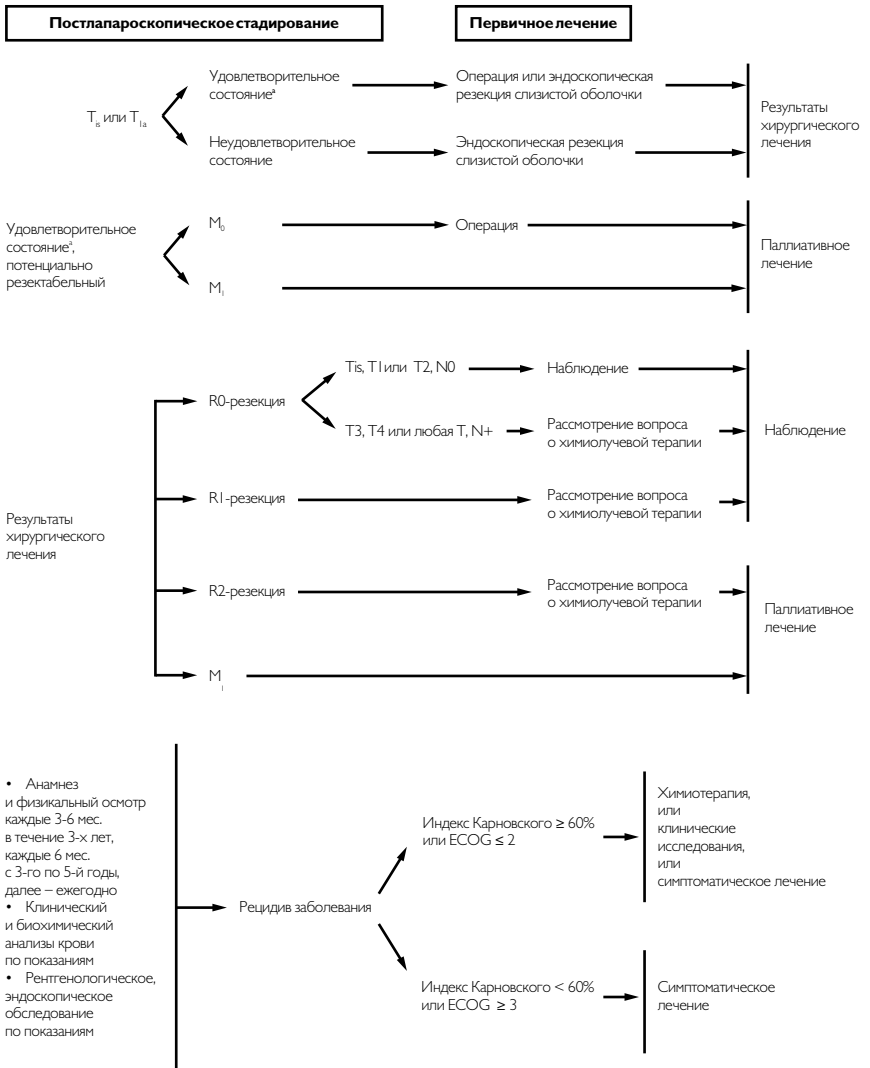 Постлапароскопическое стадирование
Первичное лечение
Tis или T1a
Удовлетворительное
состояниеª
Операция или эндоскопическая
резекция слизистой оболочки
Неудовлетворительное
состояние
Эндоскопическая резекция
слизистой оболочки
Результаты
хирургического
лечения
Удовлетворительное
состояниеª,
потенциально
резектабельный
M0
Операция
M1
Паллиативное
лечение
Результаты
хирургического
лечения
R0-резекция
Tis, T1или T2, N0
Наблюдение
T3, T4 или любая T, N+
Рассмотрение вопроса
о химиолучевой терапии
R1-резекция
Рассмотрение вопроса
о химиолучевой терапии
Наблюдение
R2-резекция
Рассмотрение вопроса
о химиолучевой терапии
M1
Паллиативное
лечение
• Анамнез
и физикальный осмотр
каждые 3-6 мес.
в течение 3-х лет,
каждые 6 мес.
с 3-го по 5-й годы,
далее – ежегодно
• Клинический
и биохимический
анализы крови
по показаниям
• Рентгенологическое,
эндоскопическое
обследование
по показаниям
Рецидив заболевания
Индекс Карновского ≥ 60%
или ECOG ≤ 2
Химиотерапия,
или
клинические
исследования,
или
симптоматическое лечение
Индекс Карновского < 60%
или ECOG ≥ 3
Симптоматическое
лечение